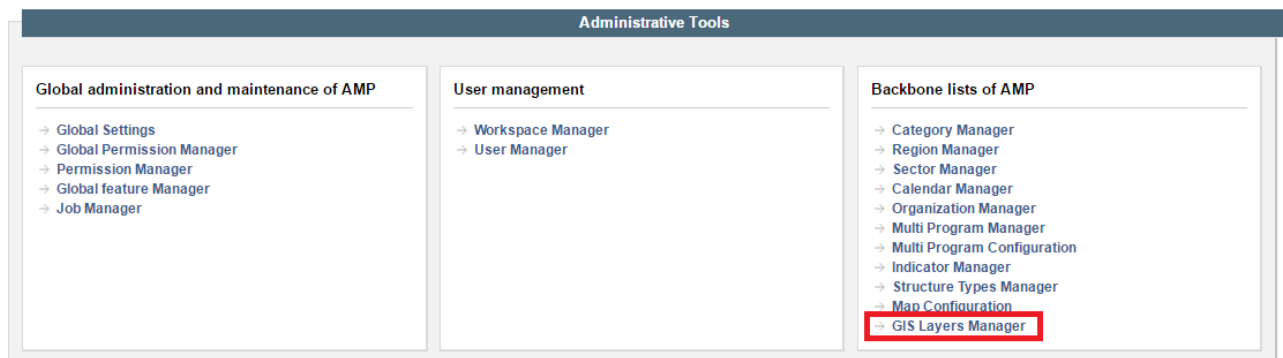 Administrative Tools
Global administration and maintenance of AMP
Global Settings
Global Permission Manager
Permission Manager
Global feature Manager
Job Manager
User management
Workspace Manager
User Manager
Backbone lists of AMP
Category Manager
Region Manager
Sector Manager
Calendar Manager
Organization Manager
Multi Program Manager
Multi Program Configuration
Indicator Manager
Structure Types Manager
Map Configuration
GIS Layers Manager